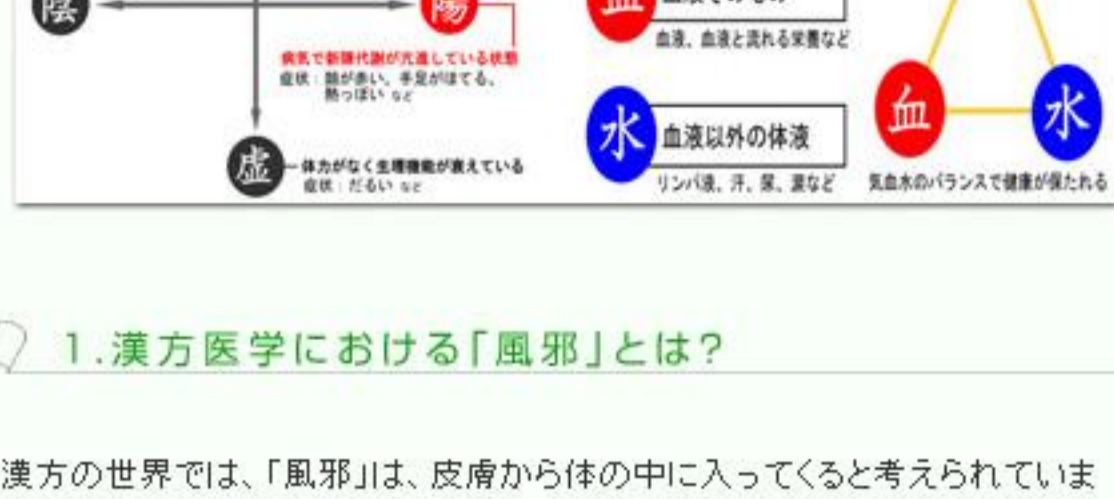 陰
陽
病気で新陳代謝が亢進している状態
症状：顔が赤い、手足がほてる、
熱っぽい など
虚
体力がなく生理機能が衰えている
症状：だるい など
血
血液、血液と流れる栄養など
水
血液以外の体液
リンパ液、汗、尿、涙など
血
水
気血水のバランスで健康が保たれる
1.漢方医学における「風邪」とは?
漢方の世界では、「風邪」は、皮膚から体の中に入ってくると考えられていま